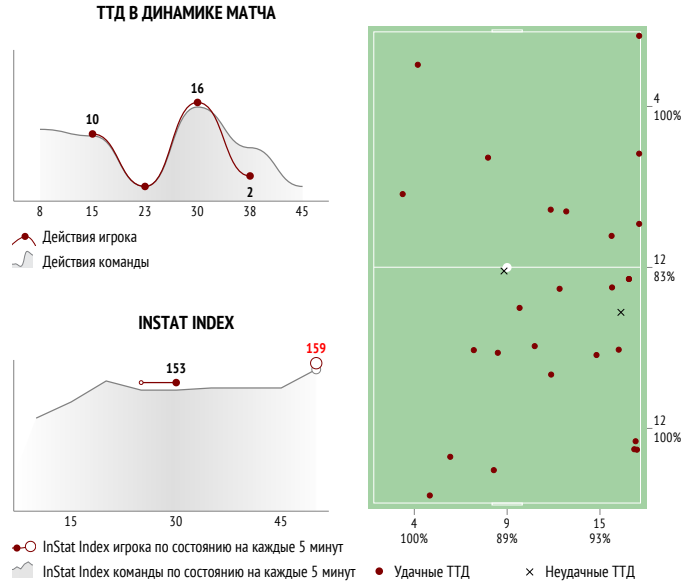 ТТД В ДИНАМИКЕ МАТЧА
16
10
2
8 15 23 30 38 45
Действия игрока
Действия команды
INSTAT INDEX
159
153
15 30 45
InStat Index игрока по состоянию на каждые 5 минут
InStat Index команды по состоянию на каждые 5 минут
4
100%
12
83%
12
100%
4 9 15
100% 89% 93%
Удачные ТТД
Неудачные ТТД